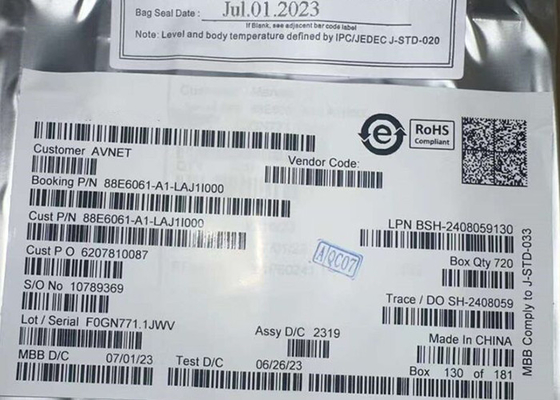 Bag Seal Date: Jul.01.2023
If Blank, see adjacent bar code label
Note: Level and body temperature defined by IPC/JEDEC J-STD-020
e
RoHS
Compliant
Customer AVNET
Vendor Code:
Booking P/N 88E6061-A1-LAJ1I000
Cust P/N 88E6061-A1-LAJ1I000
LPN BSH-2408059130
Cust P O 6207810087
AQC07
Box Qty 720
S/O No 10789369
Trace / DO SH-2408059
Lot / Serial F0GN771.1JWV
Assy D/C 2319
Made In CHINA
MBB D/C 07/01/23
Test D/C 06/26/23
Box 130 of 181
MBB Comply to J-STD-033